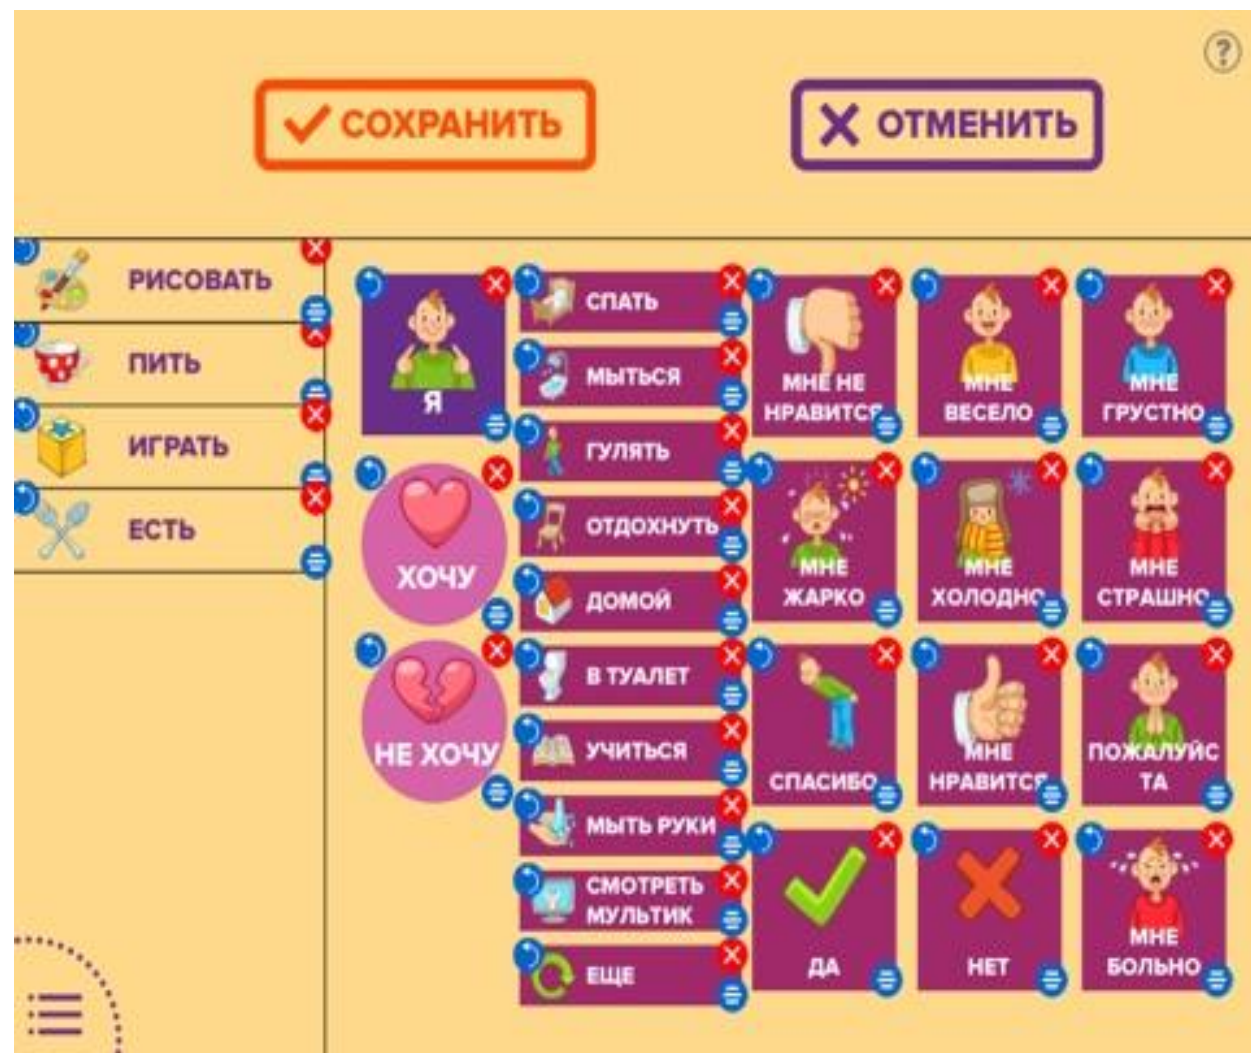 ?
СОХРАНИТЬ
ОТМЕНИТЬ
РИСОВАТЬ
ПИТЬ
ИГРАТЬ
ЕСТЬ
Я
ХОЧУ
НЕ ХОЧУ
СПАТЬ
МЫТЬСЯ
ГУЛЯТЬ
ОТДОХНУТЬ
ДОМОЙ
В ТУАЛЕТ
УЧИТЬСЯ
МЫТЬ РУКИ
СМОТРЕТЬ
МУЛЬТИК
ЕЩЕ
МНЕ НЕ
НРАВИТСЯ
МНЕ
ВЕСЕЛО
МНЕ
ГРУСТНО
МНЕ
ЖАРКО
МНЕ
ХОЛОДНО
МНЕ
СТРАШНО
СПАСИБО
МНЕ
НРАВИТСЯ
ПОЖАЛУЙС
ТА
ДА
НЕТ
МНЕ
БОЛЬНО